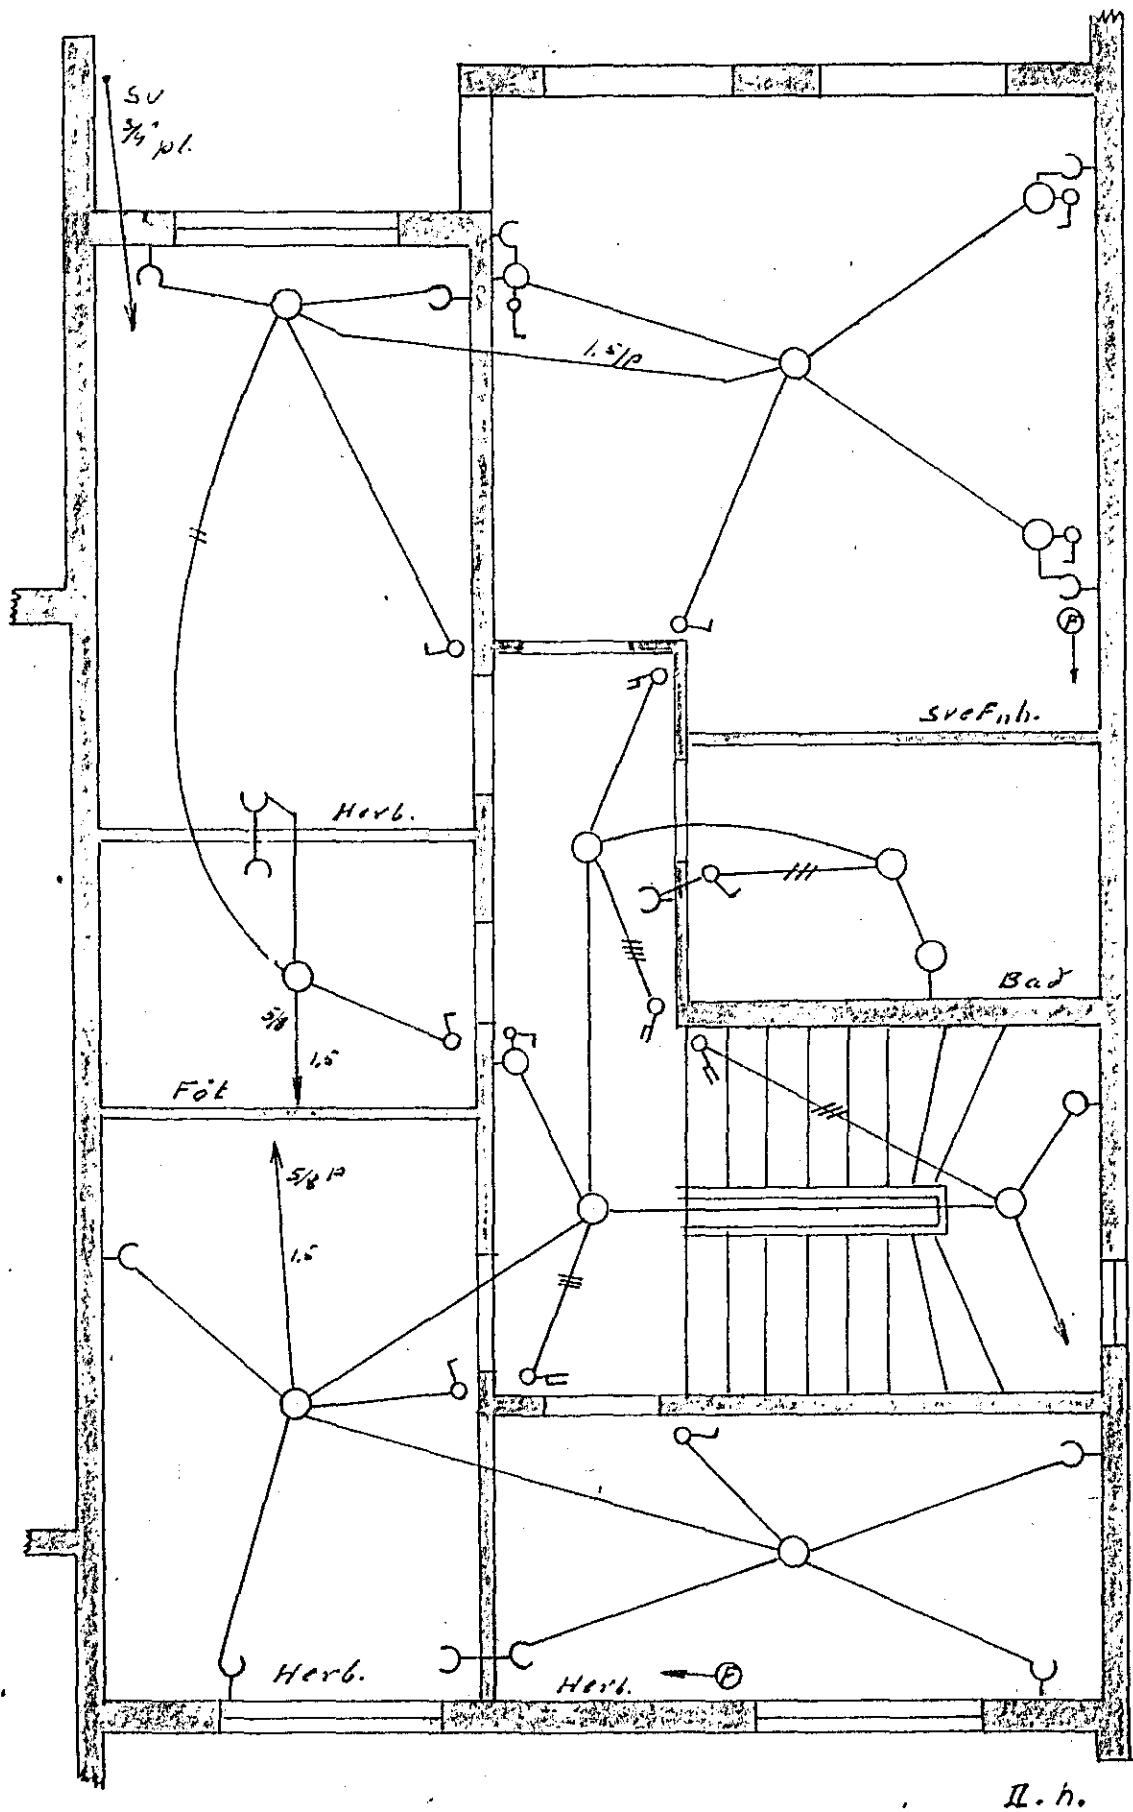 SV
3/4" pl.
1.5/p
Svefnh.
Herb.
Bad
5/8
1,5
Föt
5/8 P
1.5
Herb.
Herb.
II. h.